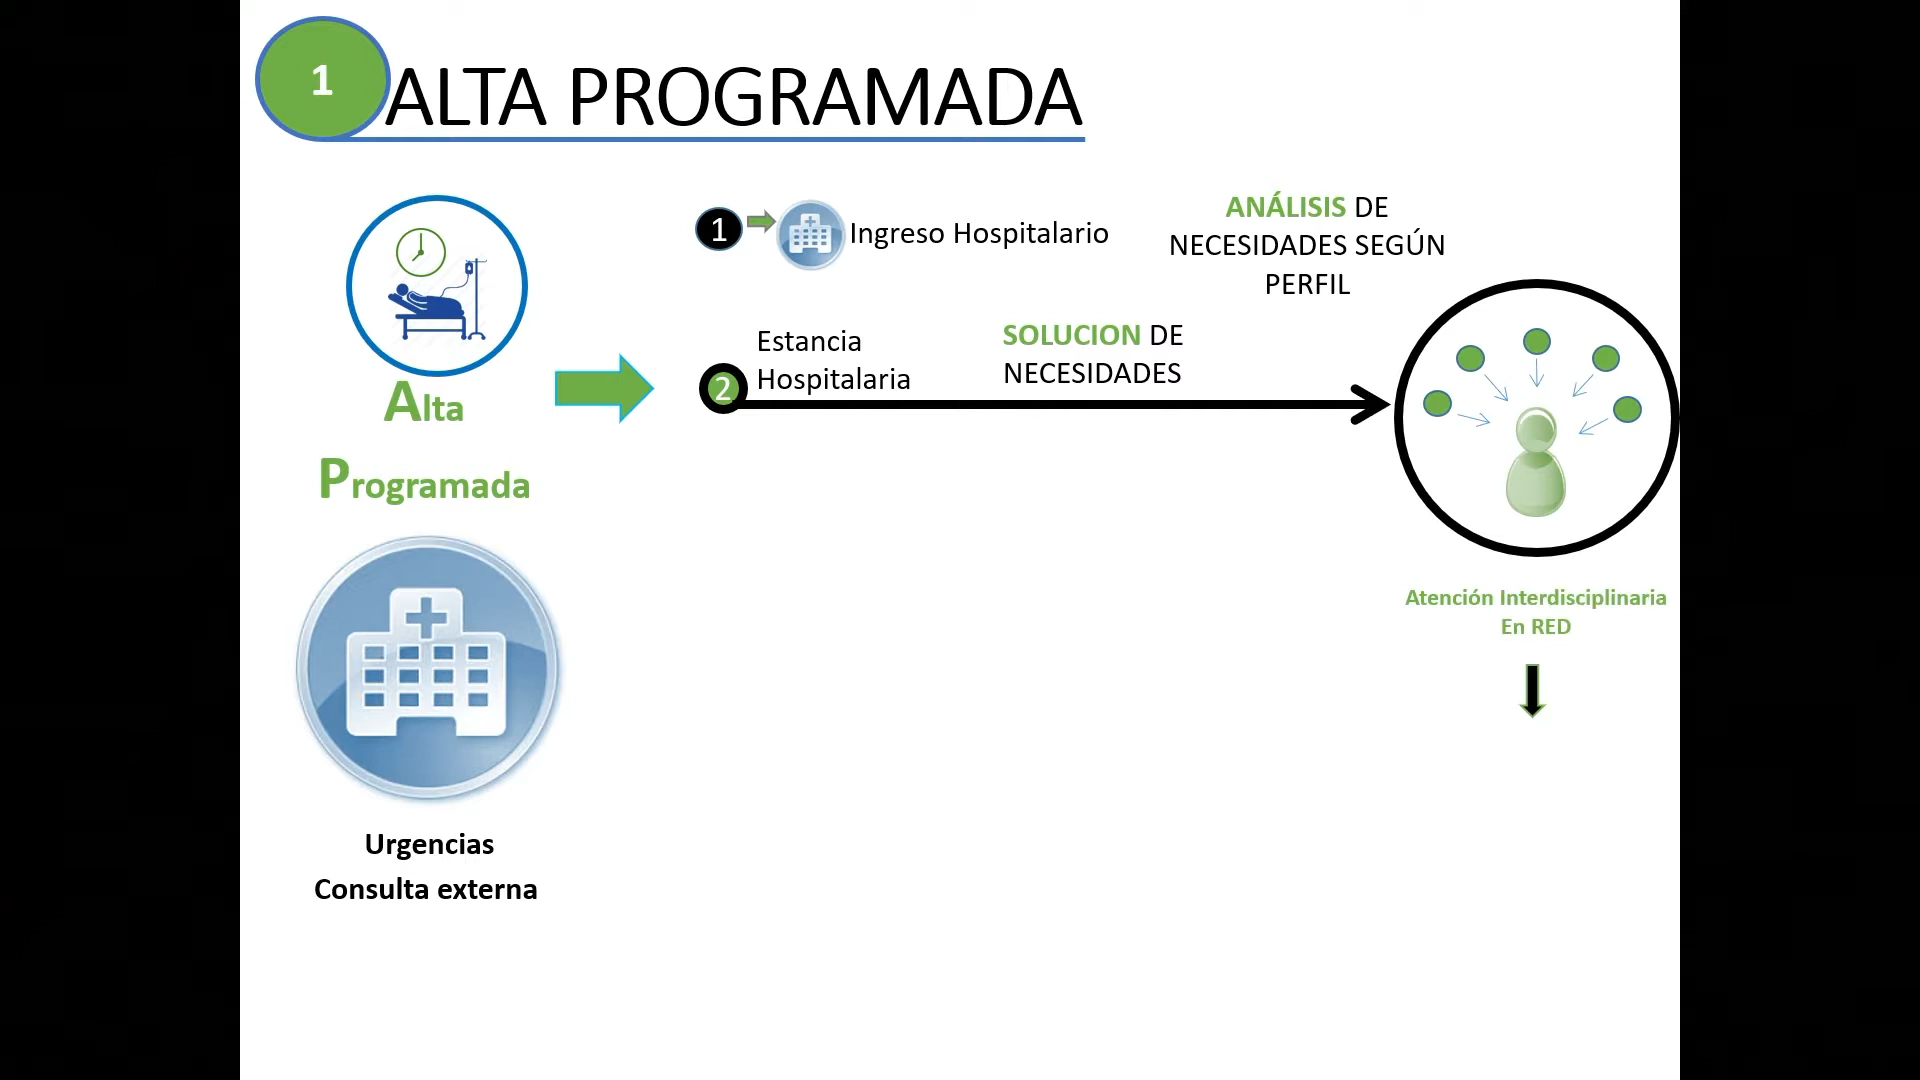 1
ALTA PROGRAMADA
Alta
Programada
Urgencias
Consulta externa
1
Ingreso Hospitalario
ANÁLISIS DE
NECESIDADES SEGÚN
PERFIL
2
Estancia
Hospitalaria
SOLUCION DE
NECESIDADES
Atención Interdisciplinaria
En RED